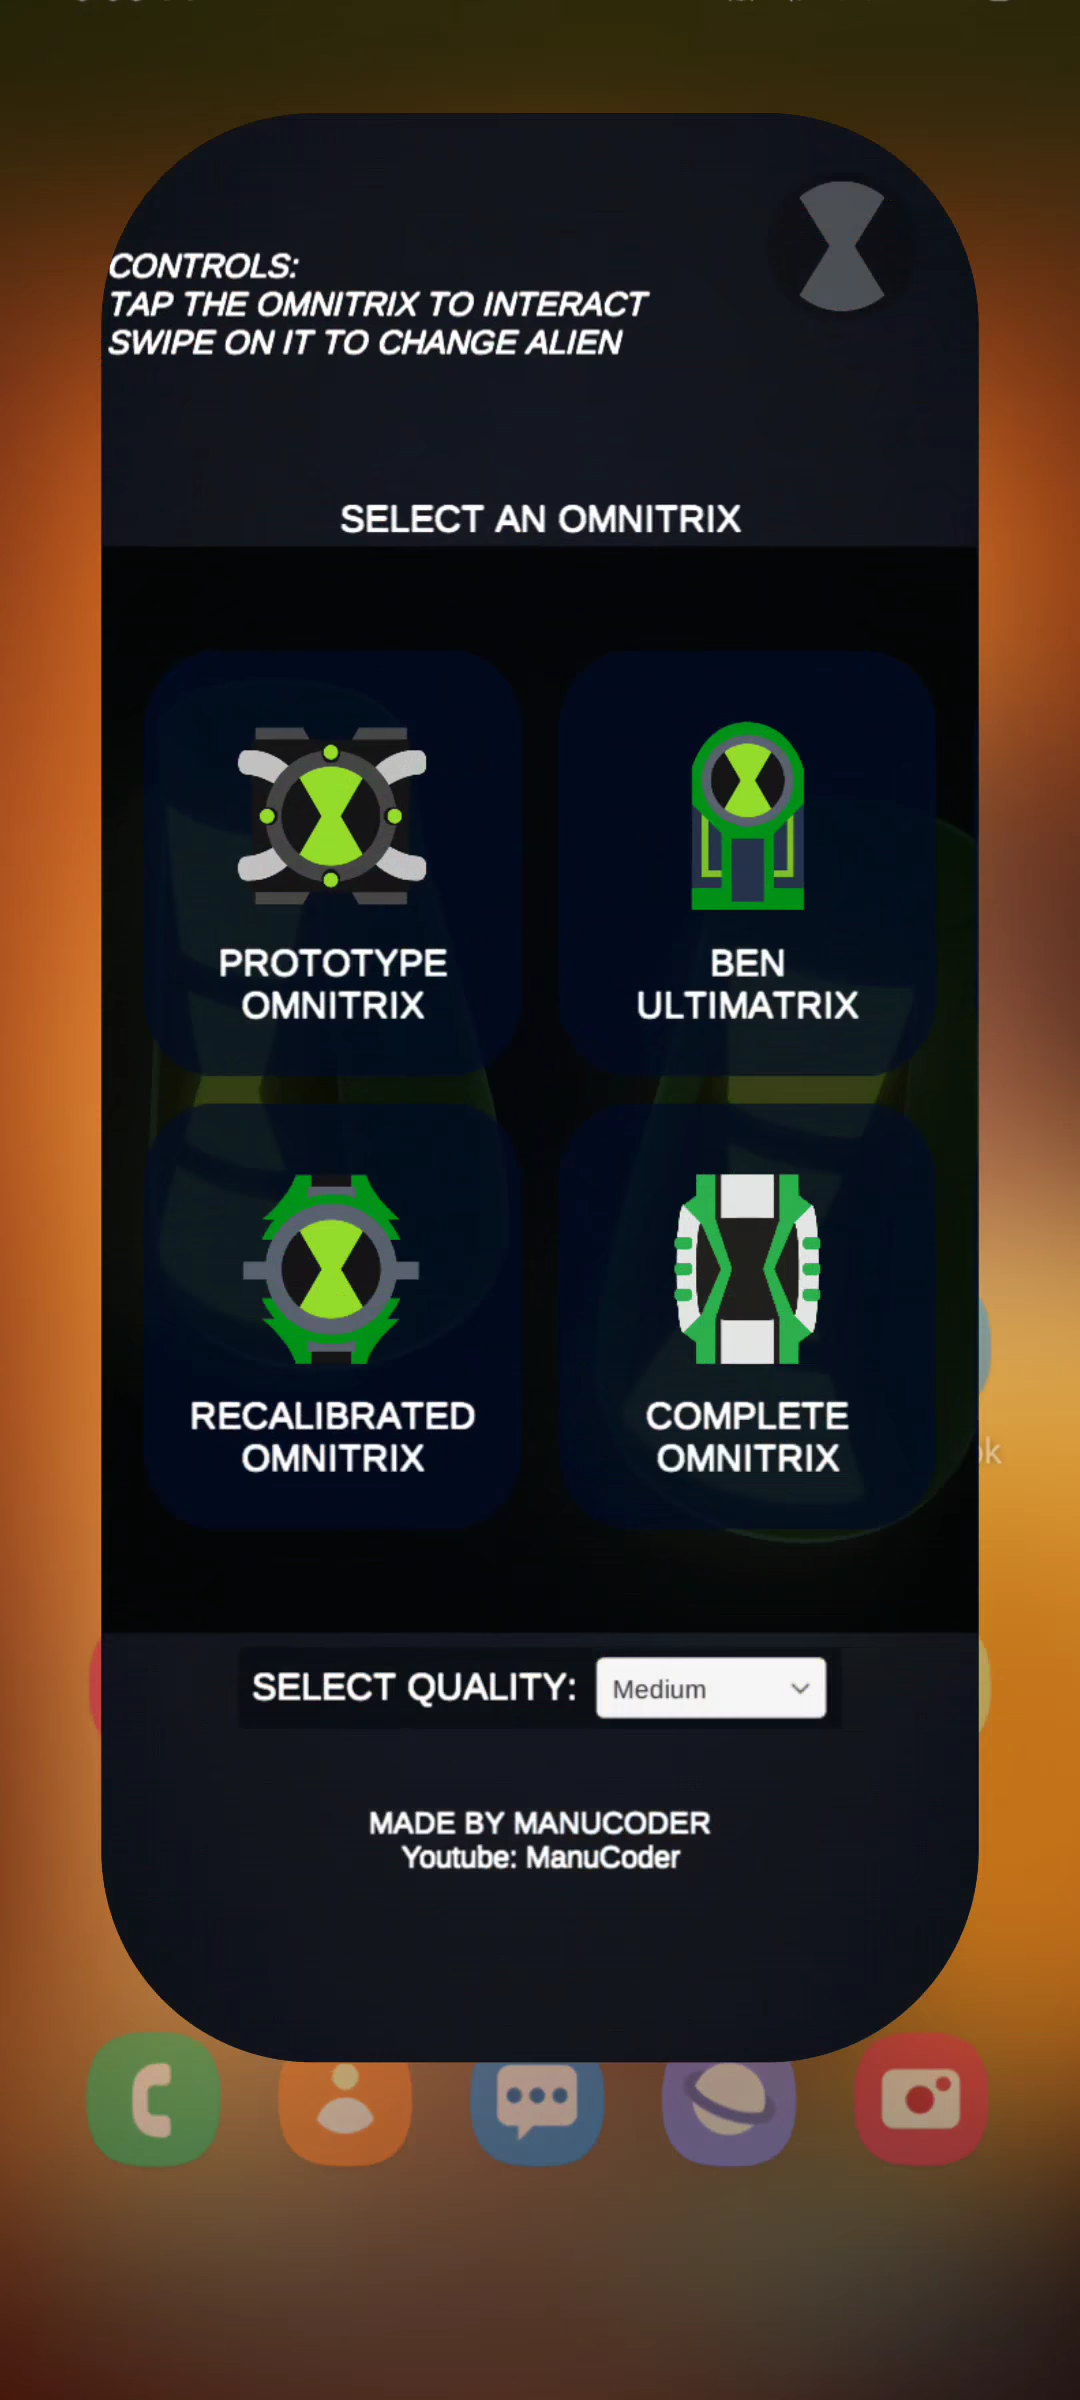 CONTROLS:
TAP THE OMNITRIX TO INTERACT
SWIPE ON IT TO CHANGE ALIEN
SELECT AN OMNITRIX
PROTOTYPE
OMNITRIX
BEN
ULTIMATRIX
RECALIBRATED
OMNITRIX
COMPLETE
OMNITRIX
SELECT QUALITY:
Medium
MADE BY MANUCODER
Youtube: ManuCoder